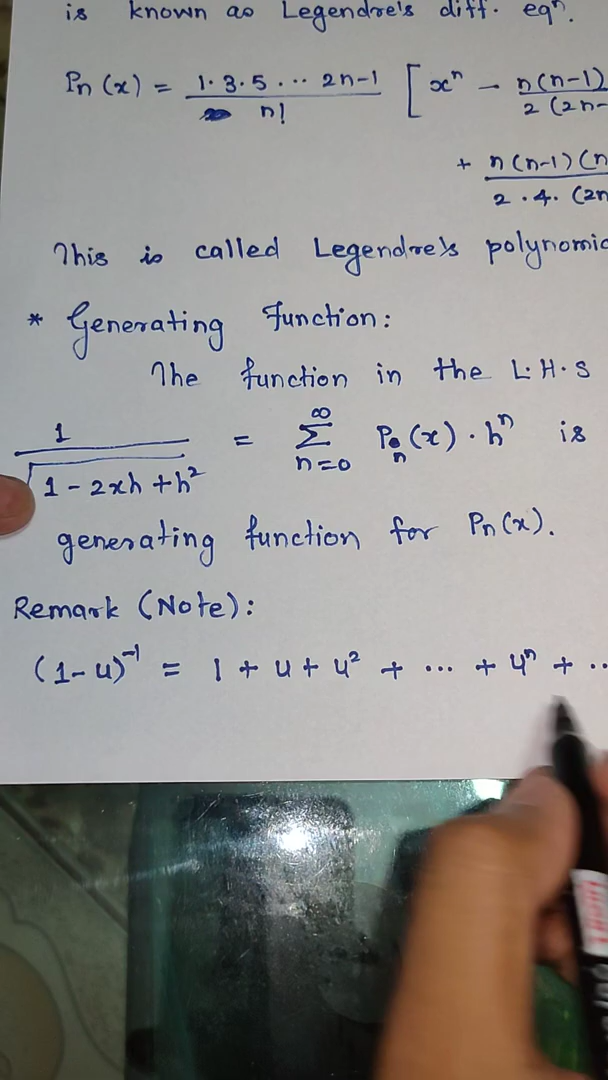 is known as Legendre's diff. eqⁿ.
Pn (x) = 1·3·5 ... 2n-1 / n! [ xⁿ - n(n-1) / 2(2n-
+ n(n-1)(n / 2·4·(2n
This is called Legendre's polynomia
* Generating Function:
The function in the L.H.S
1 / √(1-2xh+h²) = ∞ Σ n=0 Pn(x)·hⁿ is
generating function for Pn(x).
Remark (Note):
(1-u)⁻¹ = 1 + u + u² + ... + uⁿ + ..